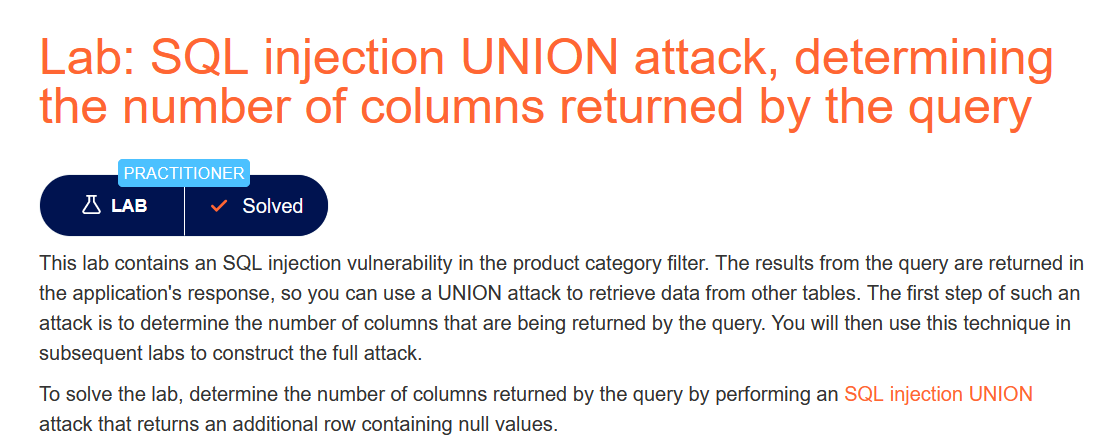 Lab: SQL injection UNION attack, determining
the number of columns returned by the query
PRACTITIONER
LAB
Solved
This lab contains an SQL injection vulnerability in the product category filter. The results from the query are returned in
the application's response, so you can use a UNION attack to retrieve data from other tables. The first step of such an
attack is to determine the number of columns that are being returned by the query. You will then use this technique in
subsequent labs to construct the full attack.
To solve the lab, determine the number of columns returned by the query by performing an SQL injection UNION
attack that returns an additional row containing null values.